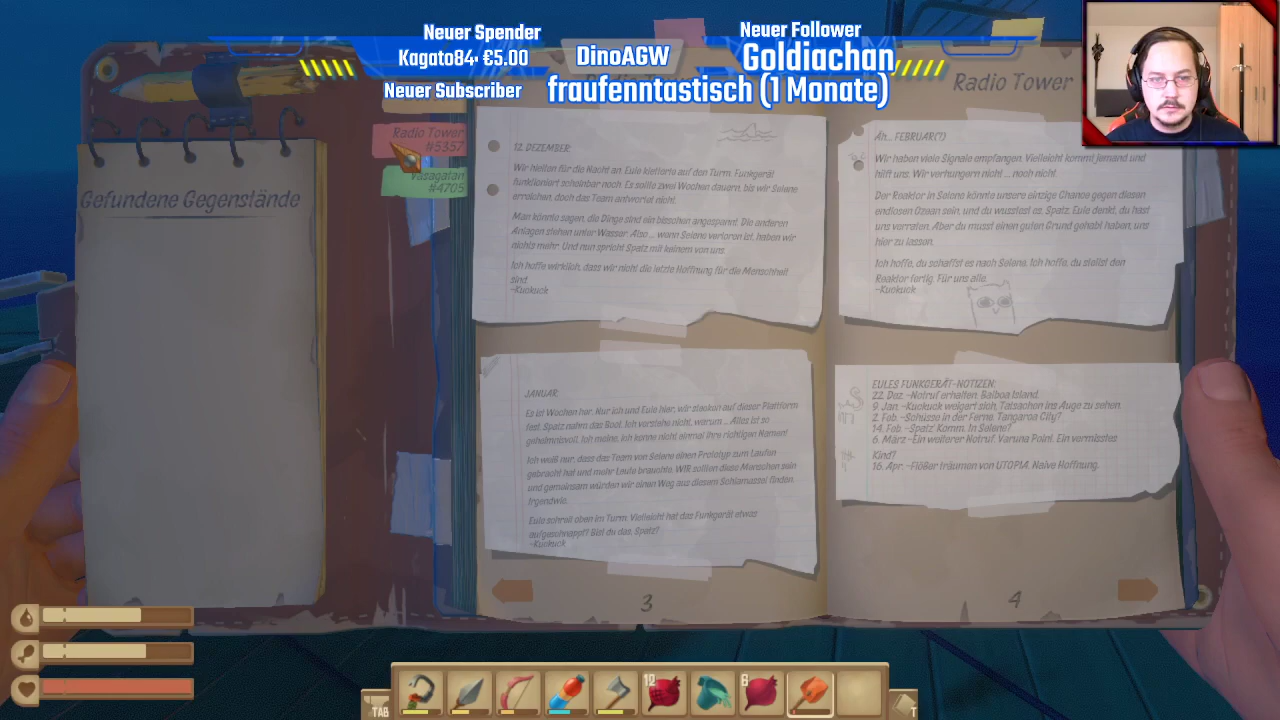 Neuer Spender
Kagato84• €5.00
Neuer Subscriber
DinoAGW
fraufenntastisch (1 Monate)
Neuer Follower
Goldiachan
Gefundene Gegenstände
Radio Tower
#5357
Vasagatan
#4705
12. DEZEMBER:
Wir hielten für die Nacht an. Eule kletterte auf den Turm. Funkgerät
funktioniert scheinbar noch. Es sollte zwei Wochen dauern, bis wir Selene
erreichen, doch das Team antwortet nicht.
Man könnte sagen, die Dinge sind ein bisschen angespannt. Die anderen
Anlagen stehen unter Wasser. Also ... wenn Selene verloren ist, haben wir
nichts mehr. Und nun spricht Spatz mit keinem von uns.
Ich hoffe wirklich, dass wir nicht die letzte Hoffnung für die Menschheit
sind.
-Kuckuck
JANUAR:
Es ist Wochen her. Nur ich und Eule hier, wir stecken auf dieser Plattform
fest. Spatz nahm das Boot. Ich verstehe nicht, warum ... Alles ist so
geheimnisvoll. Ich meine, ich kenne nicht einmal ihre richtigen Namen!
Ich weiß nur, dass das Team von Selene einen Prototyp zum Laufen
gebracht hat und mehr Leute brauchte. WIR sollten diese Menschen sein
und gemeinsam würden wir einen Weg aus diesem Schlamassel finden.
Irgendwie.
Eule schreit oben im Turm. Vielleicht hat das Funkgerät etwas
aufgeschnappt? Bist du das, Spatz?
-Kuckuck
3
Radio Tower
Äh... FEBRUAR(?)
Wir haben viele Signale empfangen. Vielleicht kommt jemand und
hilft uns. Wir verhungern nicht ... noch nicht.
Der Reaktor in Selene könnte unsere einzige Chance gegen diesen
endlosen Ozean sein, und du wusstest es. Spatz. Eule denkt, du hast
uns verraten. Aber du musst einen guten Grund gehabt haben, uns
hier zu lassen.
Ich hoffe, du schaffst es nach Selene. Ich hoffe, du stellst den
Reaktor fertig. Für uns alle.
-Kuckuck
EULES FUNKGERÄT-NOTIZEN:
22. Dez. -Notruf erhalten. Balboa Island.
9. Jan. -Kuckuck weigert sich, Tatsachen ins Auge zu sehen.
2. Feb. -Schüsse in der Ferne. Tangaroa City?
14. Feb. -Spatz? Komm. In Selene?
6. März -Ein weiterer Notruf. Varuna Point. Ein vermisstes
Kind?
16. Apr. -Flößer träumen von UTOPIA. Naive Hoffnung.
4
TAB
12
6
T